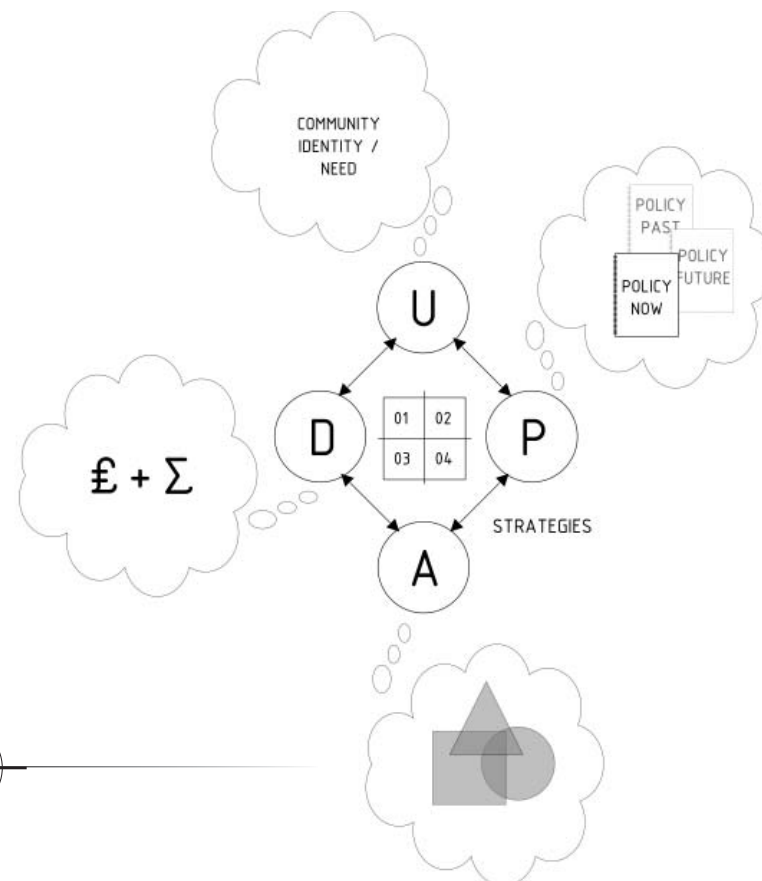 COMMUNITY
IDENTITY /
NEED
POLICY
PAST
POLICY
FUTURE
POLICY
NOW
U
D
01 02
03 04
P
£ + Σ
STRATEGIES
A